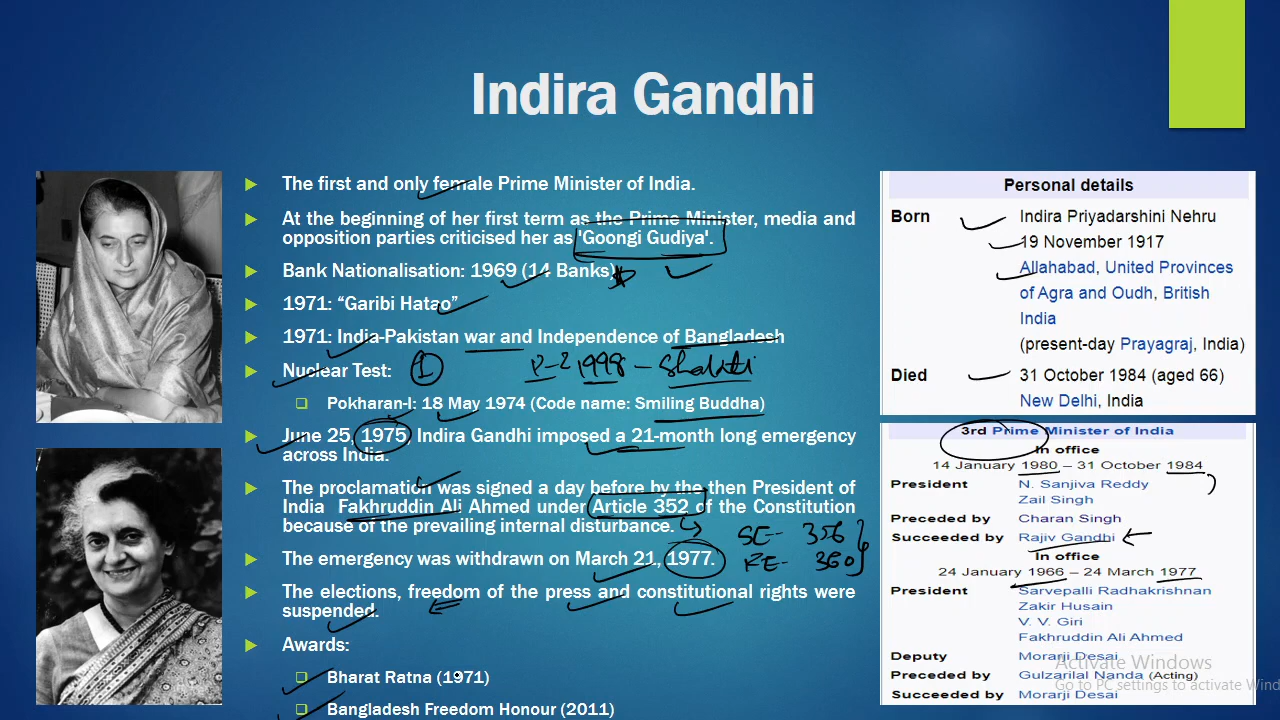 Indira Gandhi
The first and only female Prime Minister of India.
At the beginning of her first term as the Prime Minister, media and
opposition parties criticised her as 'Goongi Gudiya'.
Bank Nationalisation: 1969 (14 Banks)
1971: “Garibi Hatao”
1971: India-Pakistan war and Independence of Bangladesh
Nuclear Test: 1 P-2 1998 - Shakti
Pokharan-I: 18 May 1974 (Code name: Smiling Buddha)
June 25, 1975, Indira Gandhi imposed a 21-month long emergency
across India.
The proclamation was signed a day before by the then President of
India Fakhruddin Ali Ahmed under Article 352 of the Constitution
because of the prevailing internal disturbance.
SE- 356
FE- 360
The emergency was withdrawn on March 21, 1977.
The elections, freedom of the press and constitutional rights were
suspended.
Awards:
Bharat Ratna (1971)
Bangladesh Freedom Honour (2011)
Personal details
Born Indira Priyadarshini Nehru
19 November 1917
Allahabad, United Provinces
of Agra and Oudh, British
India
(present-day Prayagraj, India)
Died 31 October 1984 (aged 66)
New Delhi, India
3rd Prime Minister of India
In office
14 January 1980 – 31 October 1984
President N. Sanjiva Reddy
Zail Singh
Preceded by Charan Singh
Succeeded by Rajiv Gandhi
In office
24 January 1966 – 24 March 1977
President Sarvepalli Radhakrishnan
Zakir Husain
V. V. Giri
Fakhruddin Ali Ahmed
Deputy Morarji Desai
Preceded by Gulzarilal Nanda (Acting)
Succeeded by Morarji Desai
Activate Windows
Go to PC settings to activate Wind